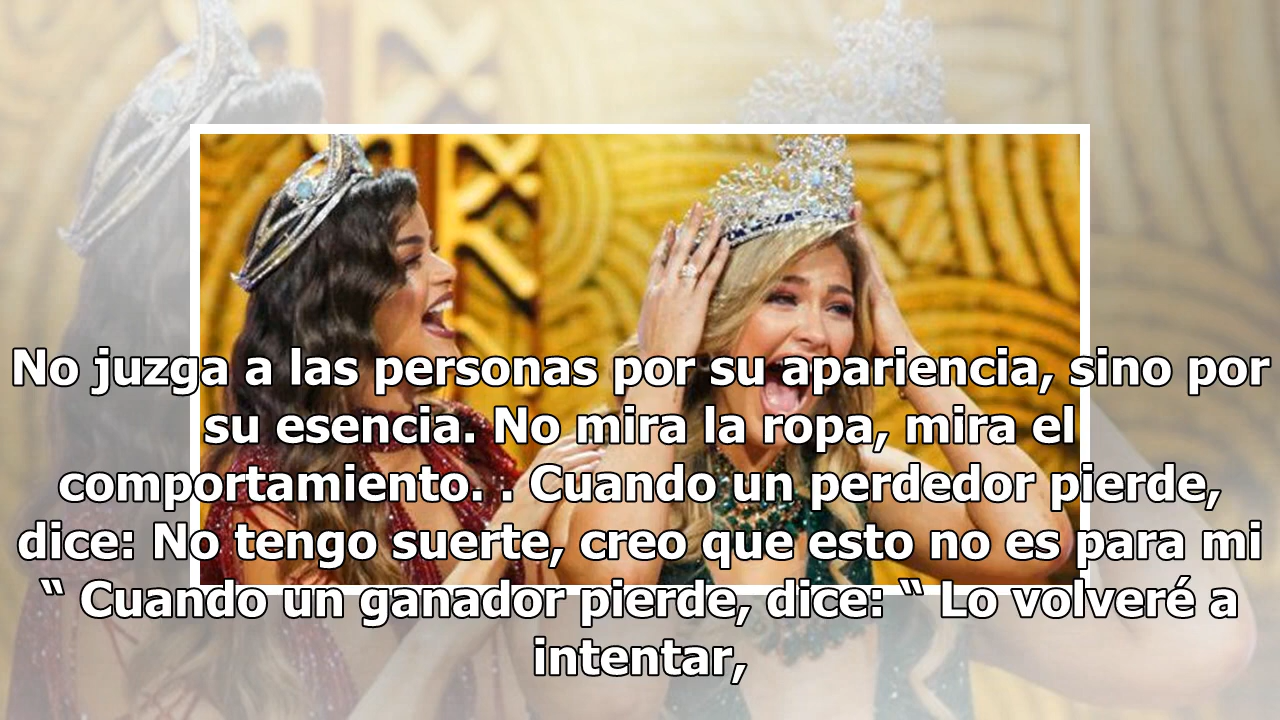 No juzga a las personas por su apariencia, sino por
su esencia. No mira la ropa, mira el
comportamiento. . Cuando un perdedor pierde,
dice: No tengo suerte, creo que esto no es para mi
“ Cuando un ganador pierde, dice: “ Lo volveré a
intentar,